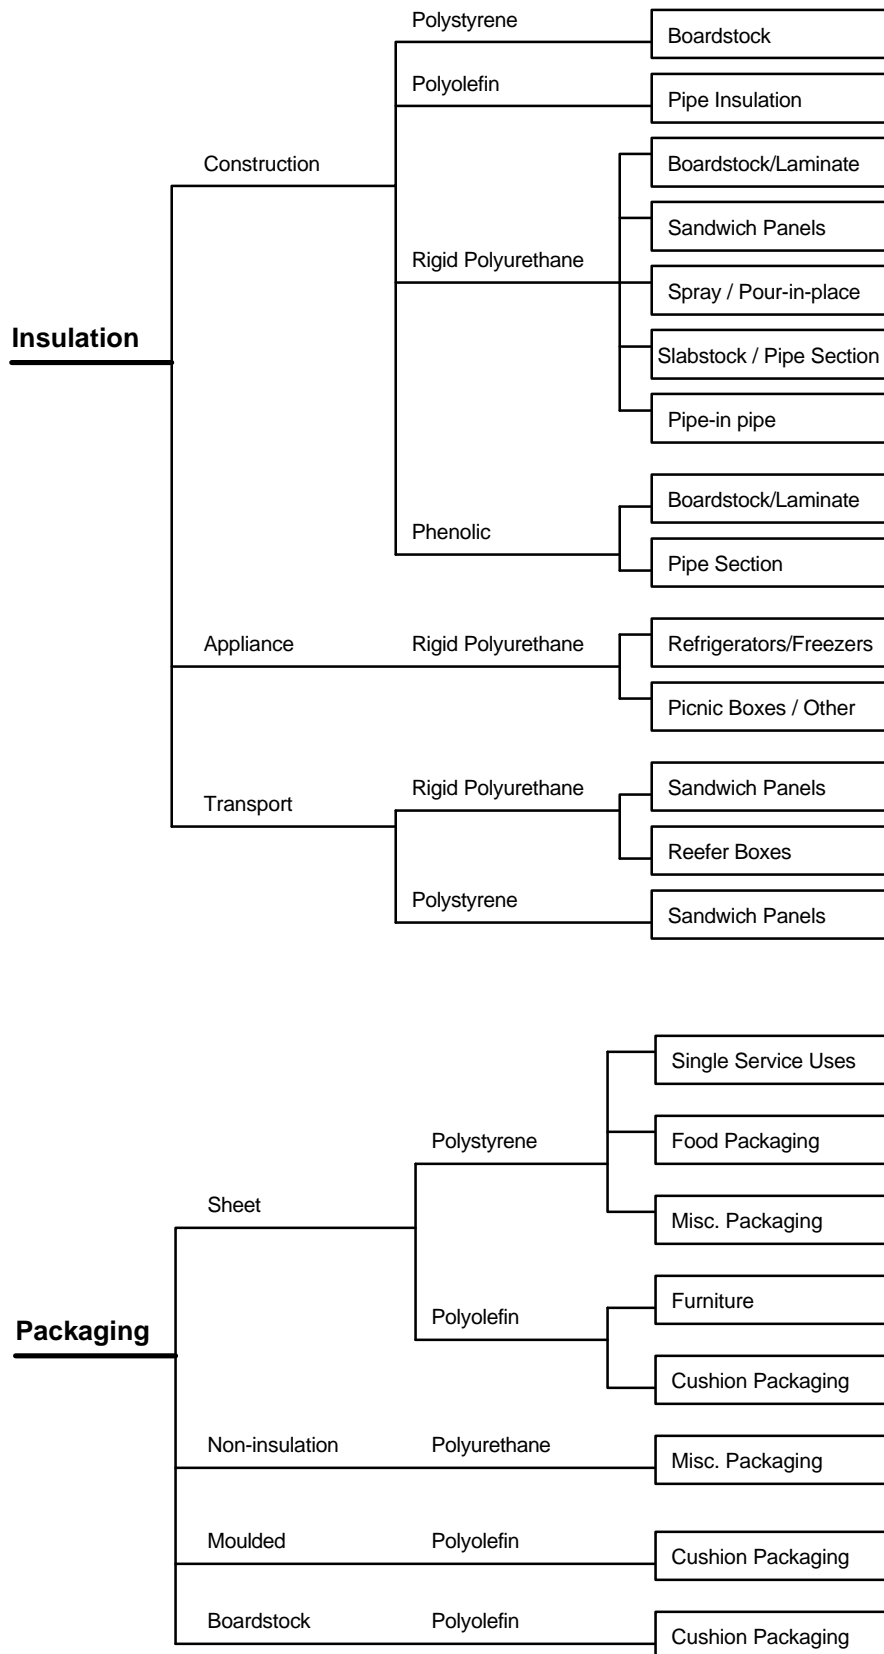 Polystyrene
Boardstock
Polyolefin
Pipe Insulation
Construction
Boardstock/Laminate
Sandwich Panels
Rigid Polyurethane
Spray / Pour-in-place
Insulation
Slabstock / Pipe Section
Pipe-in pipe
Boardstock/Laminate
Phenolic
Pipe Section
Appliance
Rigid Polyurethane
Refrigerators/Freezers
Picnic Boxes / Other
Transport
Rigid Polyurethane
Sandwich Panels
Reefer Boxes
Polystyrene
Sandwich Panels
Single Service Uses
Polystyrene
Food Packaging
Sheet
Misc. Packaging
Furniture
Polyolefin
Packaging
Cushion Packaging
Non-insulation
Polyurethane
Misc. Packaging
Moulded
Polyolefin
Cushion Packaging
Boardstock
Polyolefin
Cushion Packaging